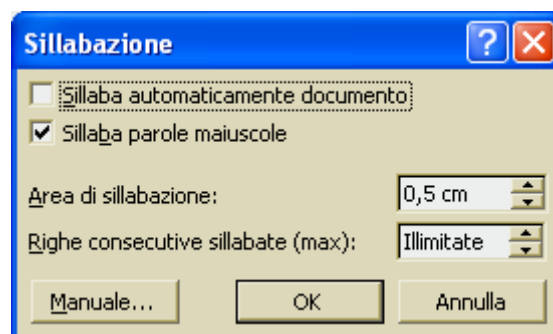 Sillabazione
Sillaba automaticamente documento
Sillaba parole maiuscole
Area di sillabazione: 0,5 cm
Righe consecutive sillabate (max): Illimitate
Manuale... OK Annulla